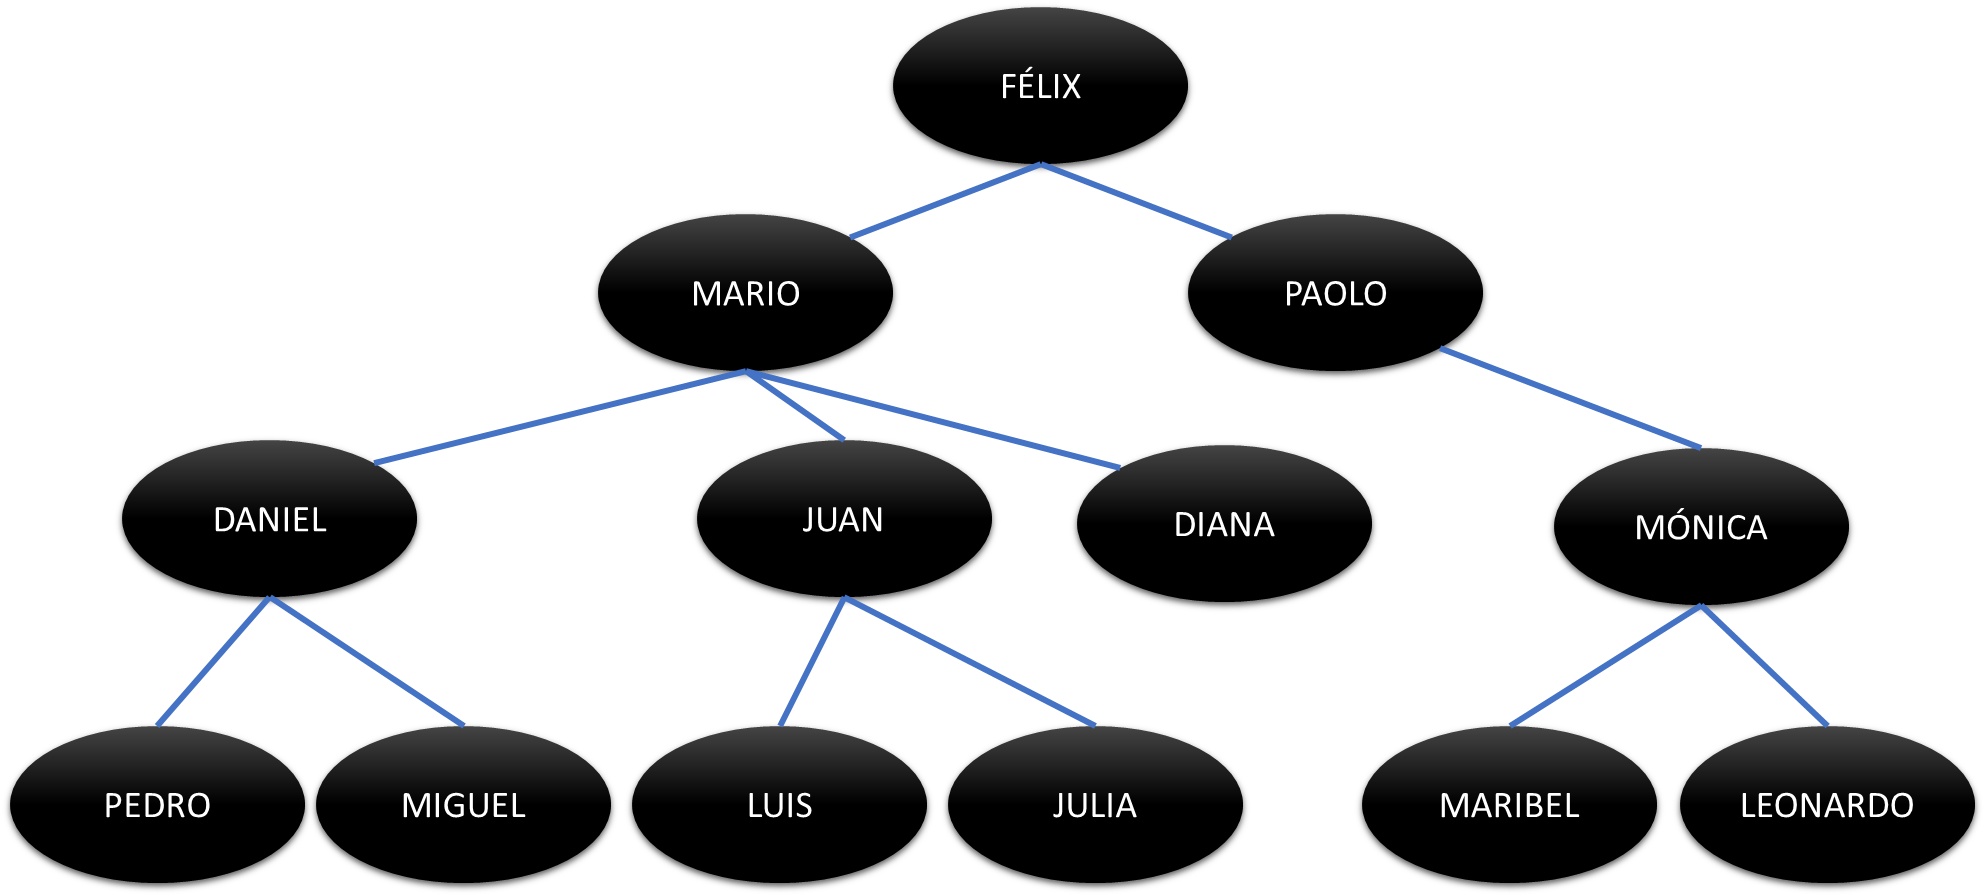 FÉLIX
MARIO
PAOLO
DANIEL
JUAN
DIANA
MÓNICA
PEDRO
MIGUEL
LUIS
JULIA
MARIBEL
LEONARDO